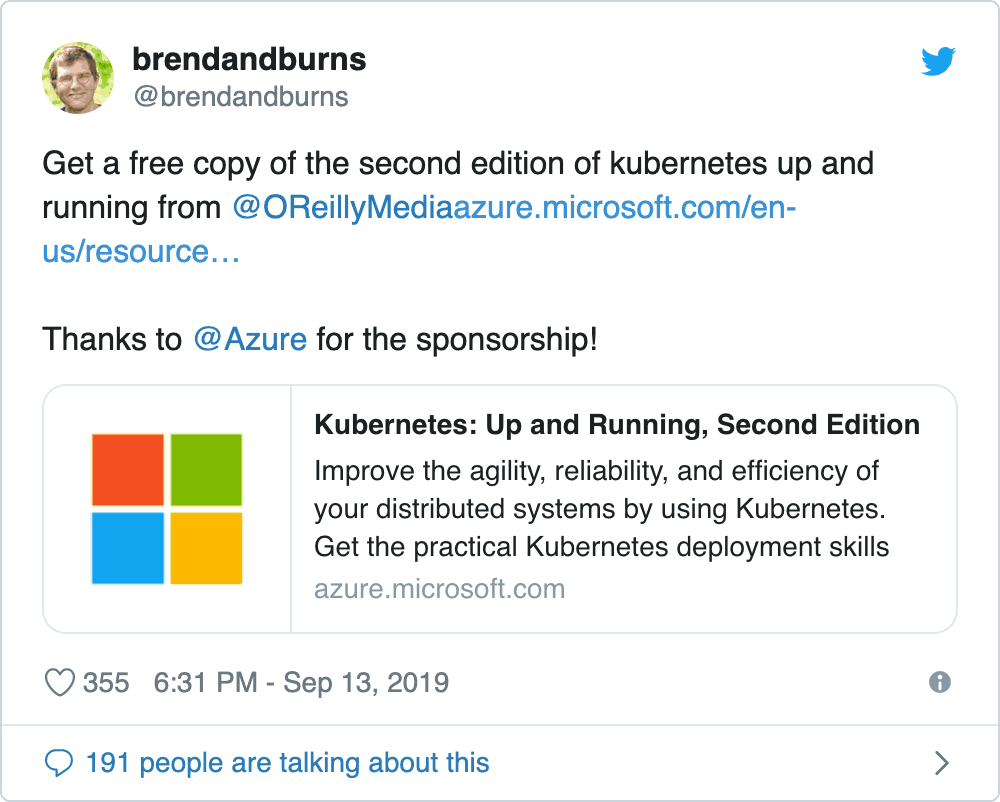 brendandburns
@brendandburns
Get a free copy of the second edition of kubernetes up and
running from @OReillyMediaazure.microsoft.com/en-
us/resource…
Thanks to @Azure for the sponsorship!
Kubernetes: Up and Running, Second Edition
Improve the agility, reliability, and efficiency of
your distributed systems by using Kubernetes.
Get the practical Kubernetes deployment skills
azure.microsoft.com
355 6:31 PM - Sep 13, 2019
191 people are talking about this